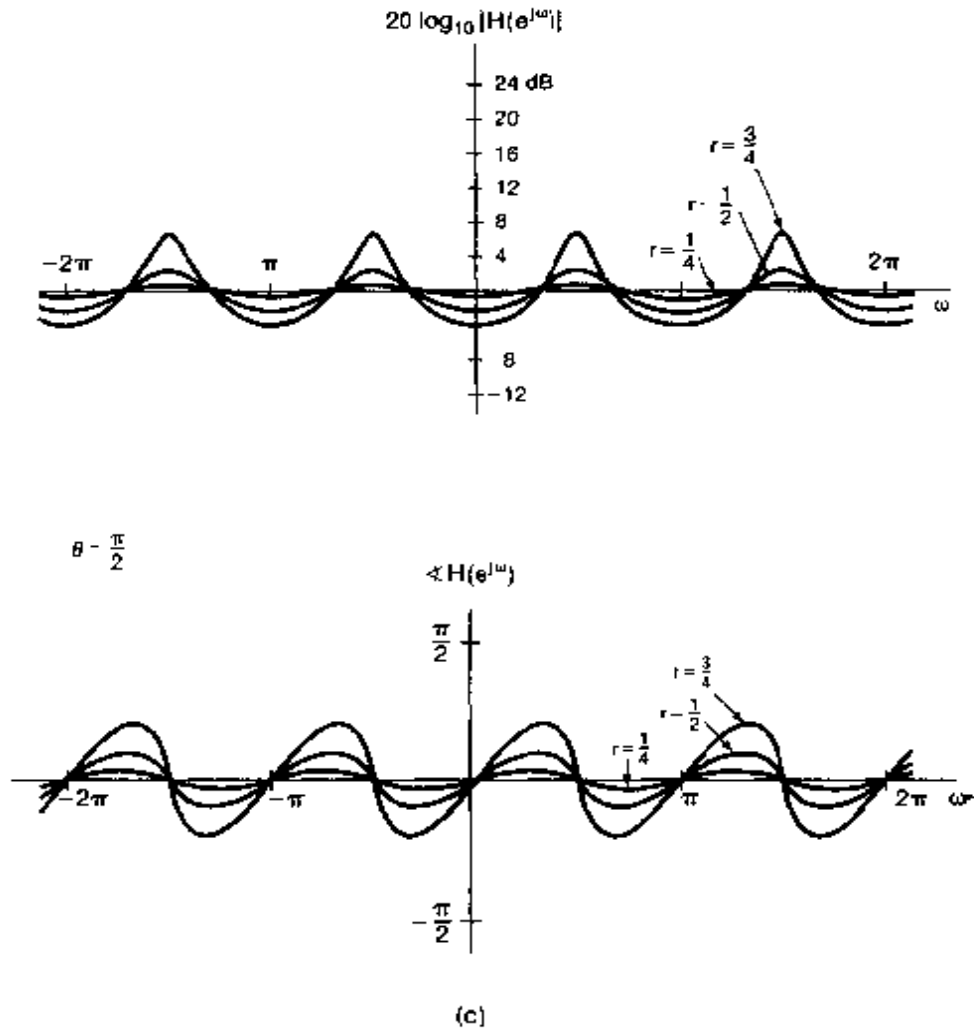 20 log₁₀ |H(e^{jω})|
24 dB
20
16
12
8
4
r = 3/4
r - 1/2
r = 1/4
-2π
π
2π
ω
8
-12
θ - π/2
∢ H(e^{jω})
π/2
r = 3/4
r - 1/2
r = 1/4
-2π
-π
π
2π
ω
-π/2
(c)